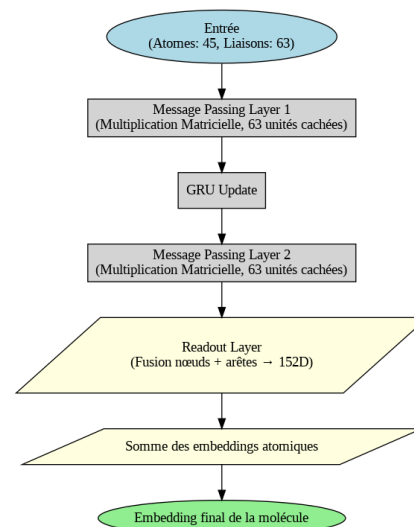 Entrée
(Atomes: 45, Liaisons: 63)
Message Passing Layer 1
(Multiplication Matricielle, 63 unités cachées)
GRU Update
Message Passing Layer 2
(Multiplication Matricielle, 63 unités cachées)
Readout Layer
(Fusion nœuds + arêtes → 152D)
Somme des embeddings atomiques
Embedding final de la molécule